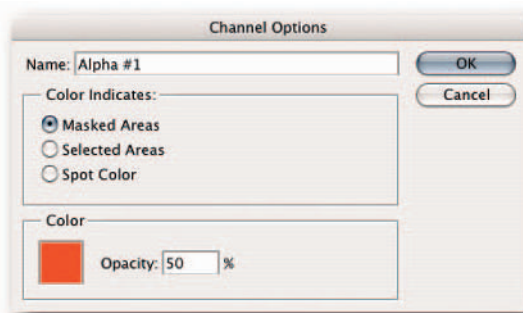 Channel Options
Name: Alpha #1
OK
Cancel
Color Indicates:
Masked Areas
Selected Areas
Spot Color
Color
Opacity: 50 %